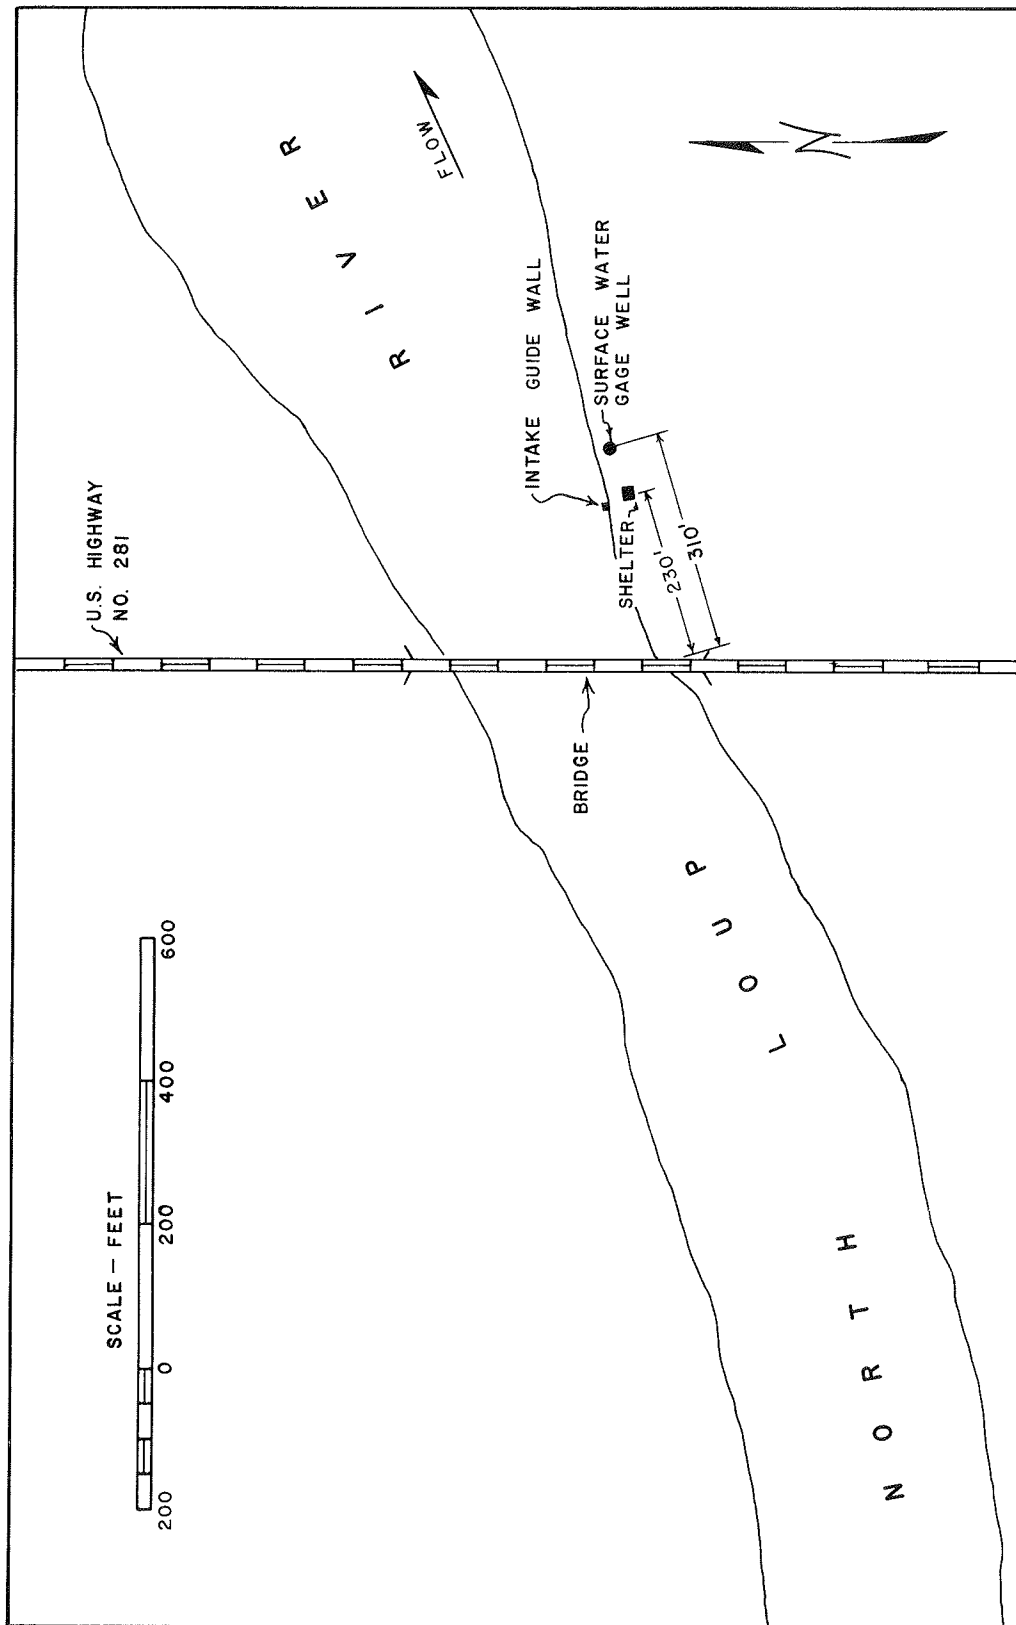 U.S. HIGHWAY
NO. 281
SCALE – FEET
200 0 200 400 600
N O R T H L O U P R I V E R
FLOW
N
BRIDGE
INTAKE GUIDE WALL
SURFACE WATER
GAGE WELL
SHELTER
230'
310'